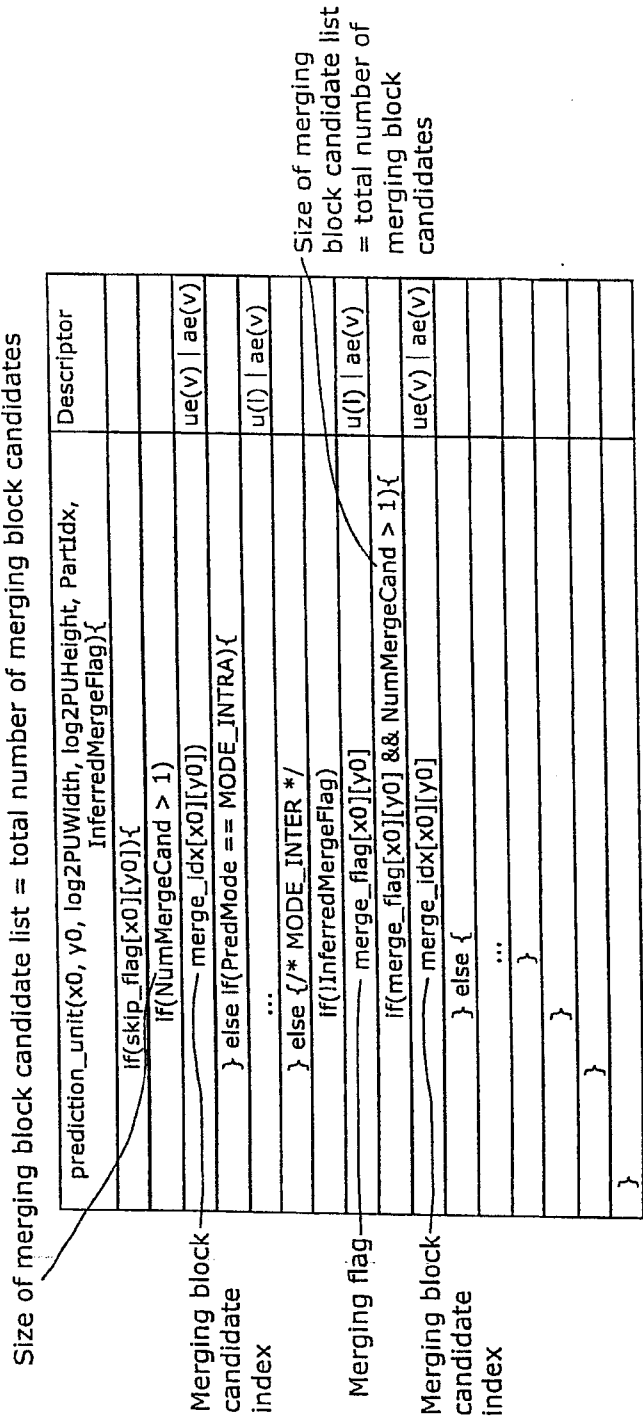 Size of merging block candidate list = total number of merging block candidates
prediction_unit(x0, y0, log2PUWidth, log2PUHeight, PartIdx,
InferredMergeFlag){
Descriptor
if(skip_flag[x0][y0]){
if(NumMergeCand > 1)
Merging block
candidate
index
merge_idx[x0][y0])
ue(v) | ae(v)
} else if(PredMode == MODE_INTRA){
...
u(l) | ae(v)
} else {/* MODE_INTER */
if(!InferredMergeFlag)
Merging flag
merge_flag[x0][y0]
u(l) | ae(v)
if(merge_flag[x0][y0] && NumMergeCand > 1){
Size of merging
block candidate list
= total number of
merging block
candidates
Merging block
candidate
index
merge_idx[x0][y0]
ue(v) | ae(v)
} else {
...
}
}
}
}